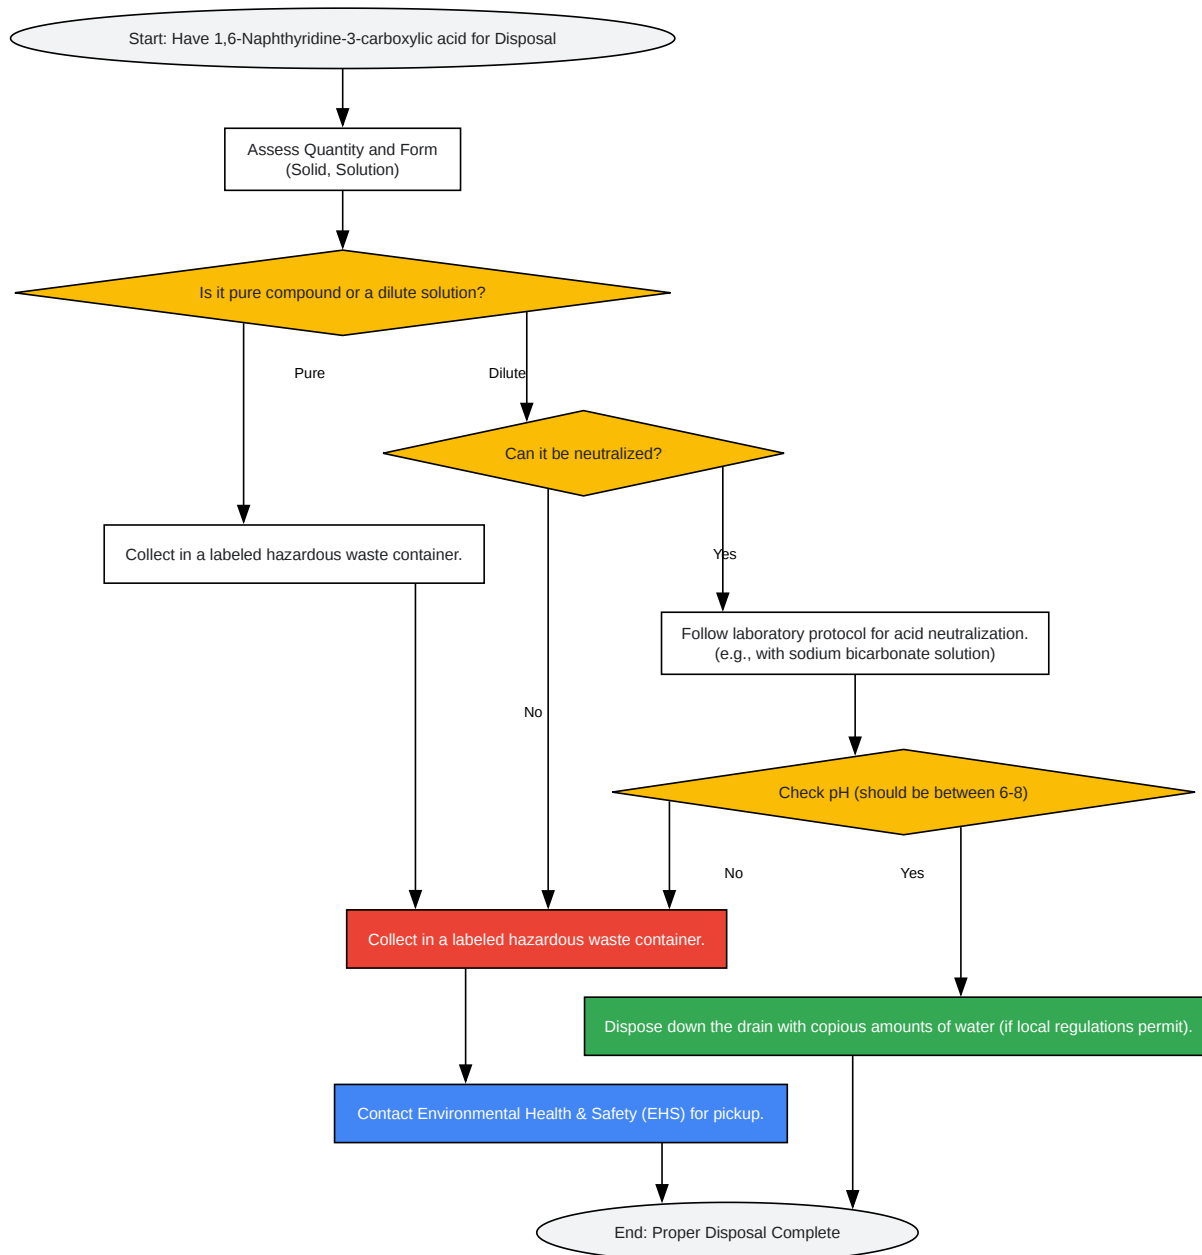 Start: Have 1,6-Naphthyridine-3-carboxylic acid for Disposal
Assess Quantity and Form
(Solid, Solution)
Is it pure compound or a dilute solution?
Pure
Dilute
Can it be neutralized?
Collect in a labeled hazardous waste container.
Yes
Follow laboratory protocol for acid neutralization.
(e.g., with sodium bicarbonate solution)
No
Check pH (should be between 6-8)
No
Yes
Collect in a labeled hazardous waste container.
Dispose down the drain with copious amounts of water (if local regulations permit).
Contact Environmental Health & Safety (EHS) for pickup.
End: Proper Disposal Complete